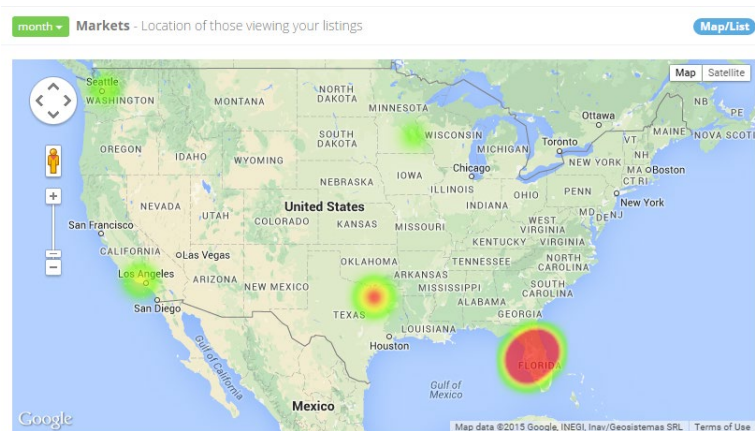 month Markets - Location of those viewing your listings
Map/List
Map Satellite
Seattle
WASHINGTON
MONTANA
NORTH
DAKOTA
MINNESOTA
Ottawa
NB
PE
OREGON
IDAHO
WYOMING
SOUTH
DAKOTA
WISCONSIN
MICHIGAN
Toronto
VT
MAINE
NOVA SCOTI
NH
NEW YORK
MA Boston
CT RI
Chicago
IOWA
NEBRASKA
ILLINOIS
INDIANA
OHIO
PENN
New York
NEVADA
UTAH
COLORADO
United States
KANSAS
MISSOURI
WEST
VIRGINIA
MD DE NJ
KENTUCKY
VIRGINIA
San Francisco
CALIFORNIA
Las Vegas
Los Angeles
San Diego
ARIZONA
NEW MEXICO
OKLAHOMA
ARKANSAS
TENNESSEE
NORTH
CAROLINA
MISSISSIPPI
SOUTH
CAROLINA
ALABAMA
GEORGIA
TEXAS
LOUISIANA
Houston
FLORIDA
Gulf of
California
Gulf of
Mexico
Mexico
Google
Map data ©2015 Google, INEGI, Inav/Geosistemas SRL
Terms of Use